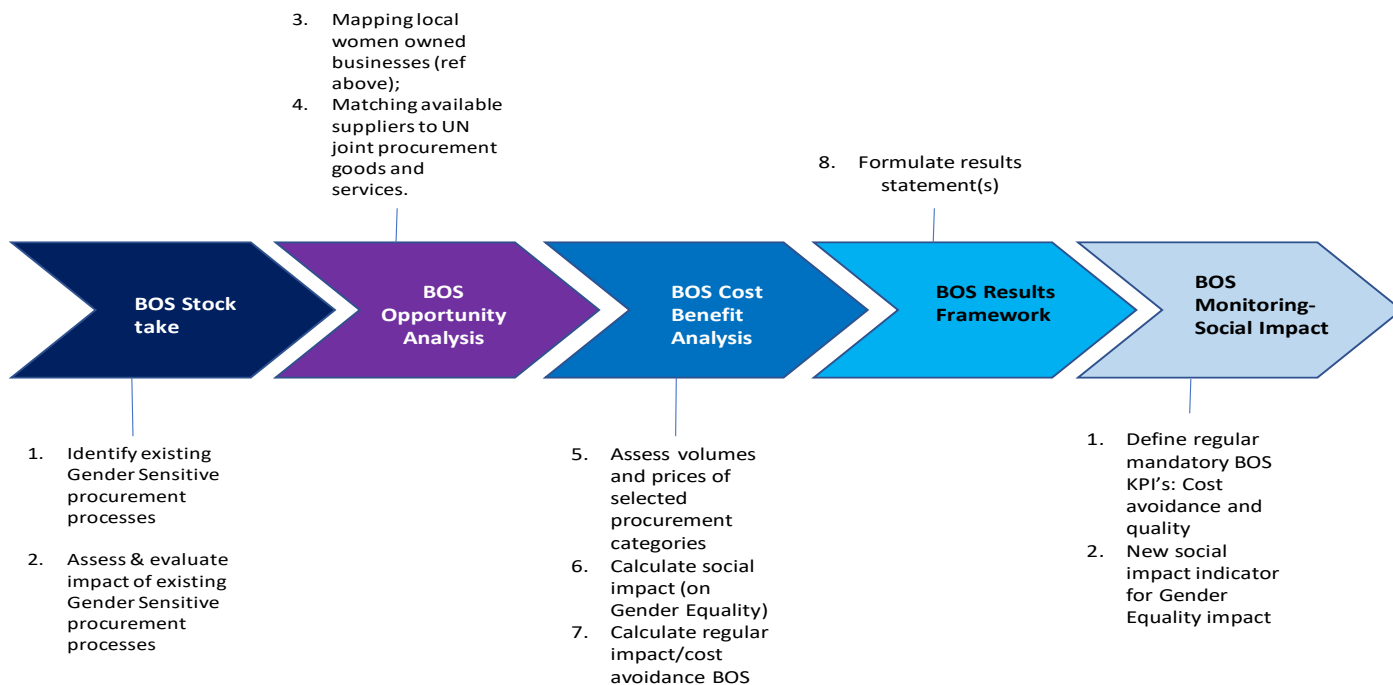 3. Mapping local
women owned
businesses (ref
above);
4. Matching available
suppliers to UN
joint procurement
goods and
services.
8. Formulate results
statement(s)
BOS Stock
take
BOS
Opportunity
Analysis
BOS Cost
Benefit
Analysis
BOS Results
Framework
BOS
Monitoring-
Social Impact
1. Identify existing
Gender Sensitive
procurement
processes
2. Assess & evaluate
impact of existing
Gender Sensitive
procurement
processes
5. Assess volumes
and prices of
selected
procurement
categories
6. Calculate social
impact (on
Gender Equality)
7. Calculate regular
impact/cost
avoidance BOS
1. Define regular
mandatory BOS
KPI's: Cost
avoidance and
quality
2. New social
impact indicator
for Gender
Equality impact